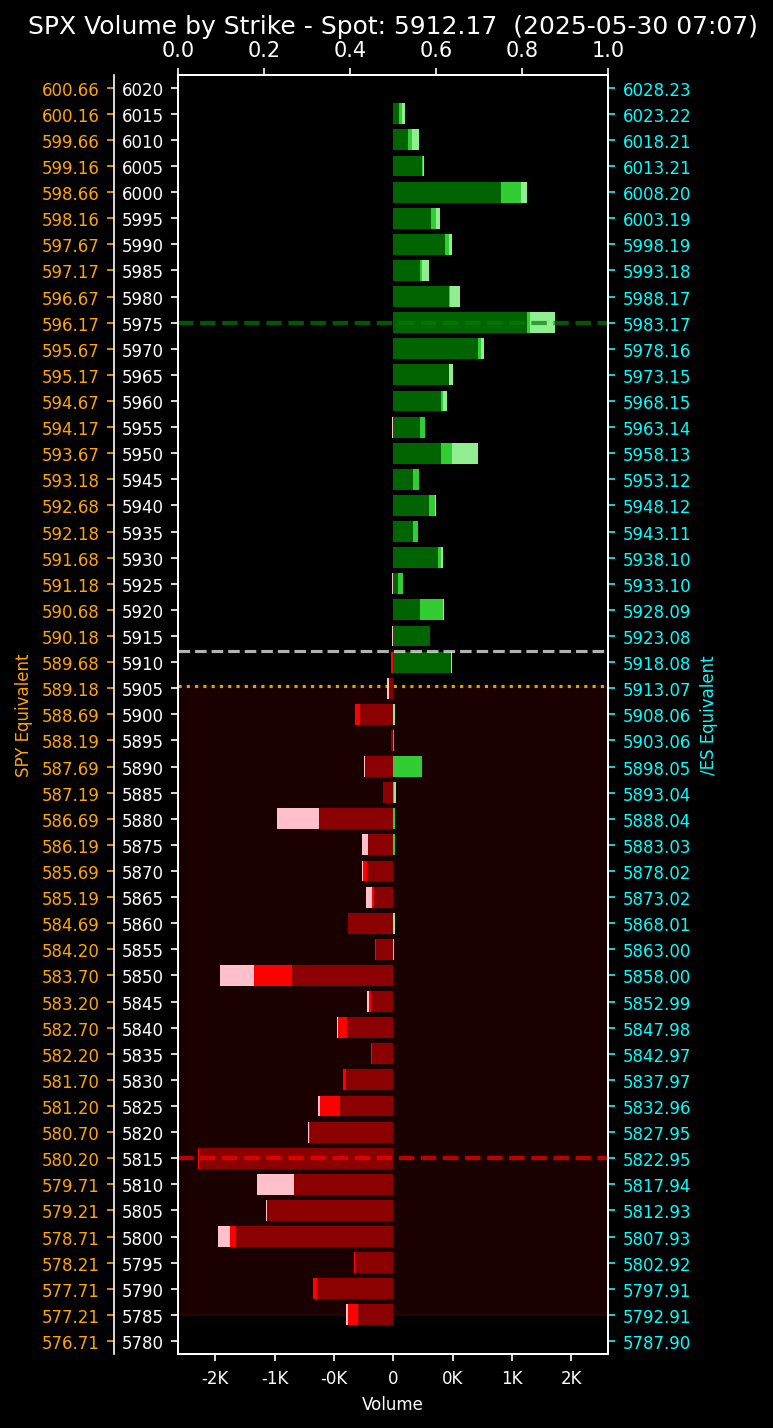 SPX Volume by Strike - Spot: 5912.17  (2025-05-30 07:07)
0.0 0.2 0.4 0.6 0.8 1.0
600.66 6020 6028.23
600.16 6015 6023.22
599.66 6010 6018.21
599.16 6005 6013.21
598.66 6000 6008.20
598.16 5995 6003.19
597.67 5990 5998.19
597.17 5985 5993.18
596.67 5980 5988.17
596.17 5975 5983.17
595.67 5970 5978.16
595.17 5965 5973.15
594.67 5960 5968.15
594.17 5955 5963.14
593.67 5950 5958.13
593.18 5945 5953.12
592.68 5940 5948.12
592.18 5935 5943.11
591.68 5930 5938.10
591.18 5925 5933.10
590.68 5920 5928.09
590.18 5915 5923.08
589.68 5910 5918.08
589.18 5905 5913.07
588.69 5900 5908.06
588.19 5895 5903.06
587.69 5890 5898.05
587.19 5885 5893.04
586.69 5880 5888.04
586.19 5875 5883.03
585.69 5870 5878.02
585.19 5865 5873.02
584.69 5860 5868.01
584.20 5855 5863.00
583.70 5850 5858.00
583.20 5845 5852.99
582.70 5840 5847.98
582.20 5835 5842.97
581.70 5830 5837.97
581.20 5825 5832.96
580.70 5820 5827.95
580.20 5815 5822.95
579.71 5810 5817.94
579.21 5805 5812.93
578.71 5800 5807.93
578.21 5795 5802.92
577.71 5790 5797.91
577.21 5785 5792.91
576.71 5780 5787.90
SPY Equivalent
/ES Equivalent
-2K -1K -0K 0 0K 1K 2K
Volume